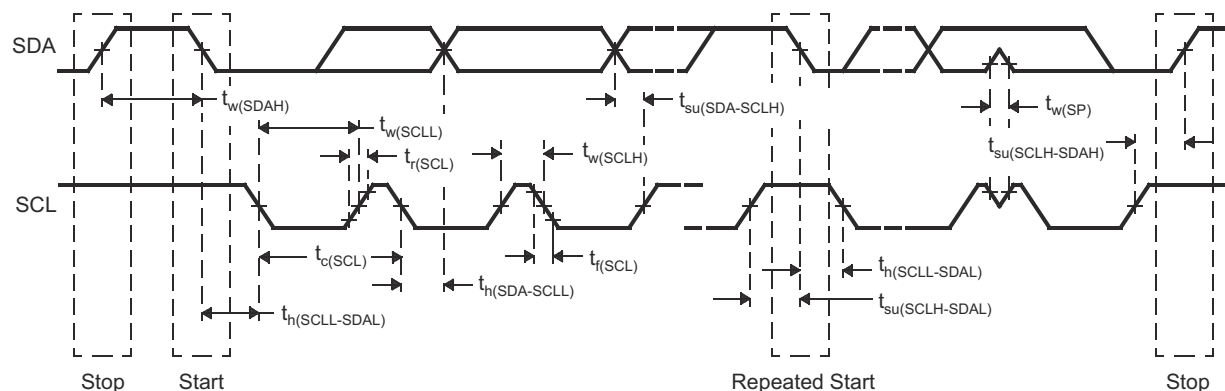 SDA
t_w(SDAH)
t_su(SDA-SCLH)
t_w(SP)
t_w(SCLL)
t_r(SCL)
t_w(SCLH)
t_su(SCLH-SDAH)
SCL
t_c(SCL)
t_f(SCL)
t_h(SCLL-SDAL)
t_h(SDA-SCLL)
t_su(SCLH-SDAL)
t_h(SCLL-SDAL)
Stop
Start
Repeated Start
Stop